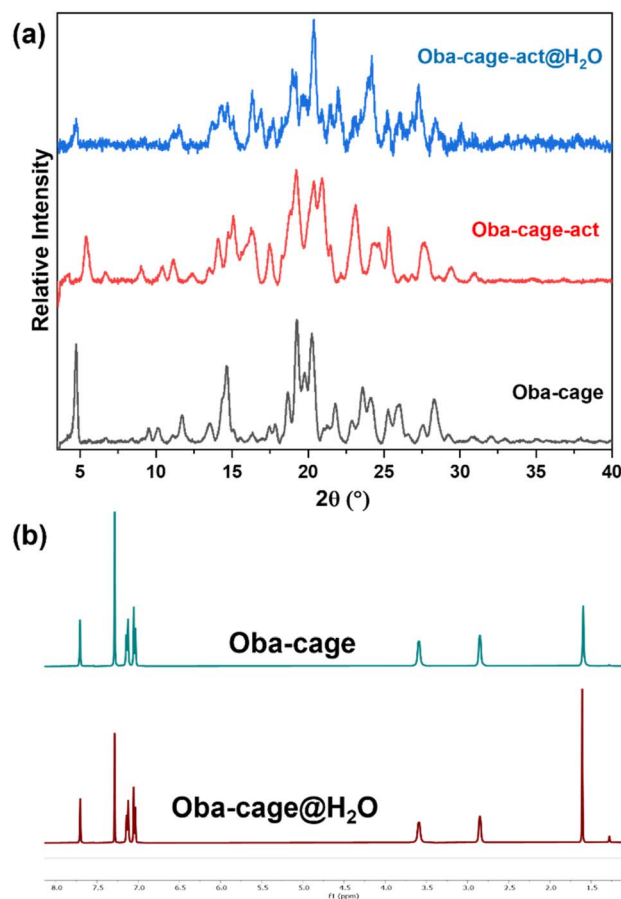 (a)
Oba-cage-act@H₂O
Oba-cage-act
Oba-cage
Relative Intensity
5 10 15 20 25 30 35 40
2θ (°)
(b)
Oba-cage
Oba-cage@H₂O
8.0 7.5 7.0 6.5 6.0 5.5 5.0 4.5 4.0 3.5 3.0 2.5 2.0 1.5
f1 (ppm)